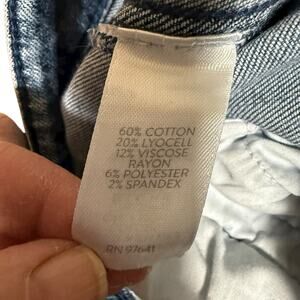 60% COTTON
20% LYOCELL
12% VISCOSE
RAYON
6% POLYESTER
2% SPANDEX
RN 97641